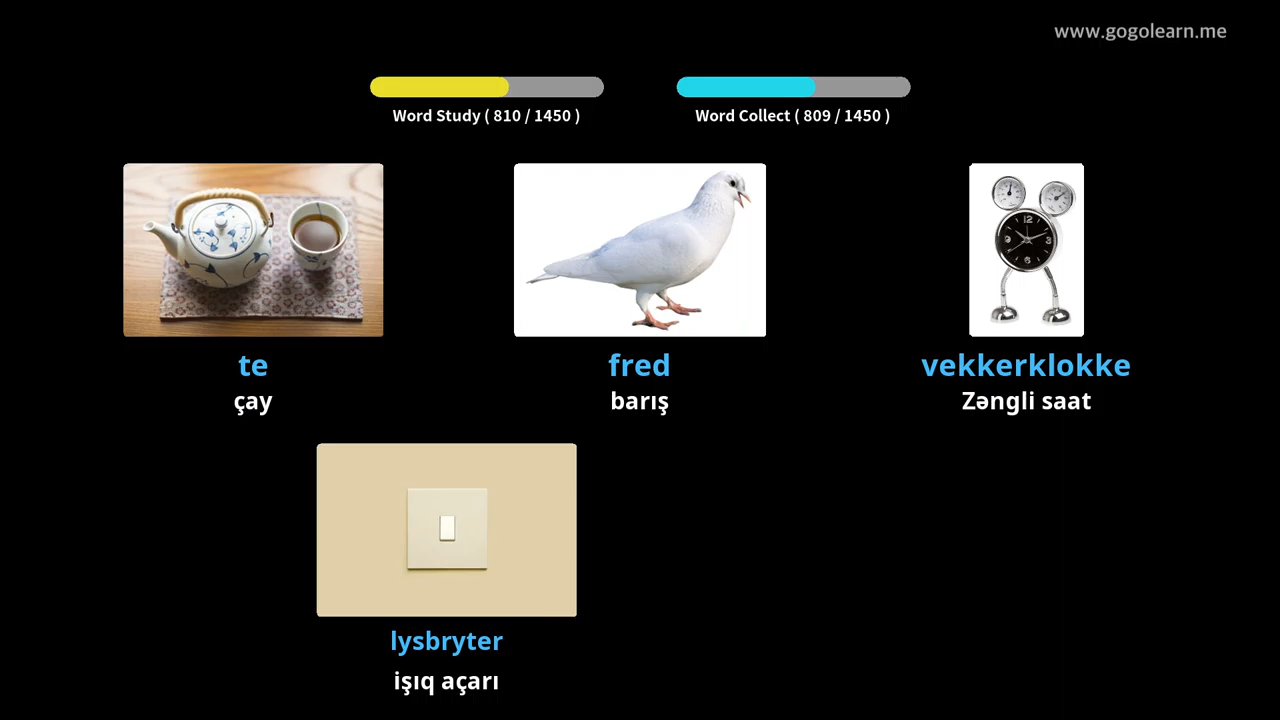 www.gogolearn.me
Word Study ( 810 / 1450 )
Word Collect ( 809 / 1450 )
te
çay
fred
barış
vekkerklokke
Zəngli saat
lysbryter
işıq açarı